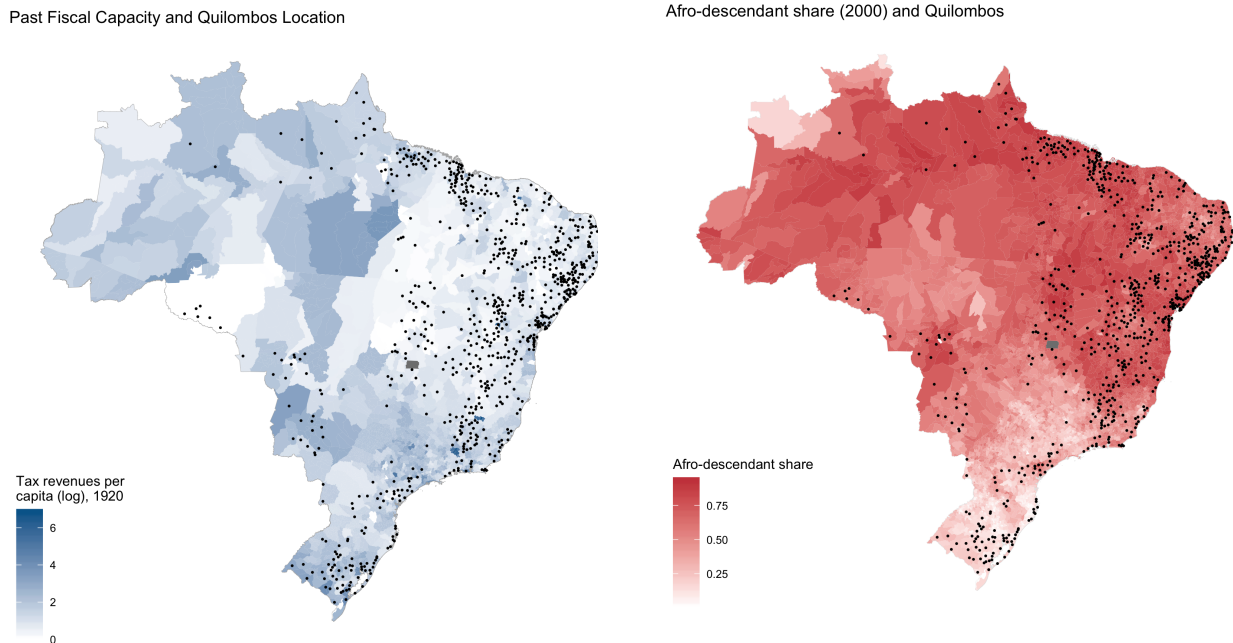 Past Fiscal Capacity and Quilombos Location
Tax revenues per
capita (log), 1920
6
4
2
0
Afro-descendant share (2000) and Quilombos
Afro-descendant share
0.75
0.50
0.25